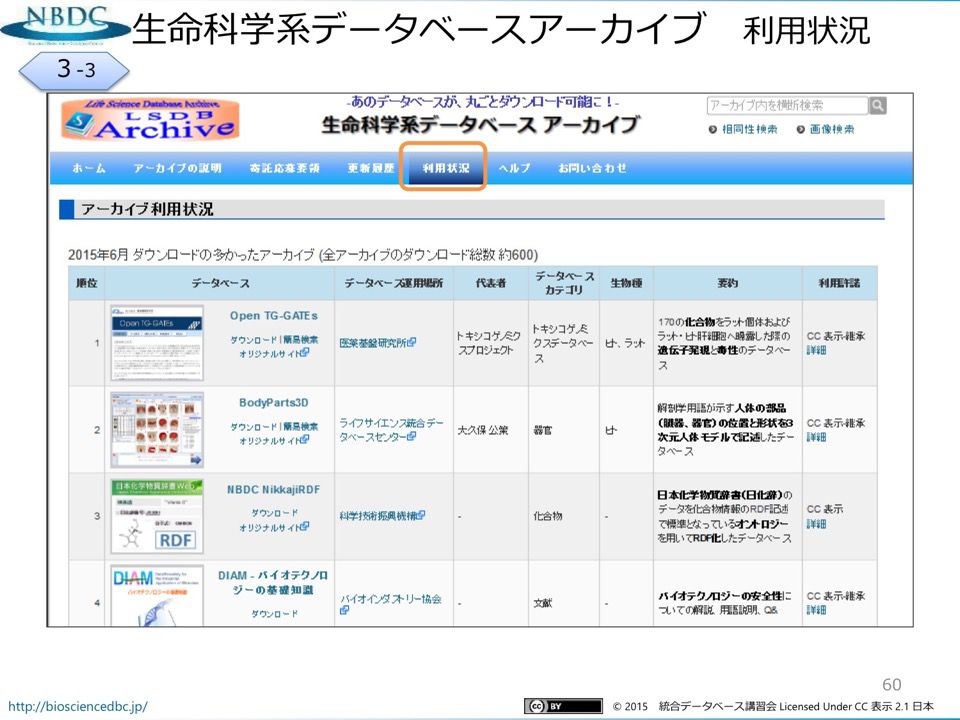 NBDC
生命科学系データベースアーカイブ　利用状況
3-3
Life Science Database Archive
LSDB
Archive
-あのデータベースが、丸ごとダウンロード可能に！-
生命科学系データベース アーカイブ
アーカイブ内を横断検索
相同性検索 画像検索
ホーム アーカイブの説明 寄託応募要領 更新履歴 利用状況 ヘルプ お問い合わせ
アーカイブ利用状況
2015年6月 ダウンロードの多かったアーカイブ (全アーカイブのダウンロード総数 約600)
順位 データベース データベース運用場所 代表者 データベースカテゴリ 生物種 要約 利用許諾
1
Open TG-GATEs
Open TG-GATEs
ダウンロード | 簡易検索
オリジナルサイト
医薬基盤研究所
トキシコゲノミク
スプロジェクト
トキシコゲノミ
クスデータベー
ス
ヒト、ラット
170の化合物をラット個体および
ラット・ヒト肝細胞へ曝露した際の
遺伝子発現と毒性のデータベー
ス
CC 表示-継承
詳細
2
BodyParts3D
ダウンロード | 簡易検索
オリジナルサイト
ライフサイエンス統合デー
タベースセンター
大久保 公策
器官
ヒト
解剖学用語が示す人体の部品
(臓器、器官)の位置と形状を3
次元人体モデルで記述したデー
タベース
CC 表示-継承
詳細
3
日本化学物質辞書Web
RDF
NBDC NikkajiRDF
ダウンロード
オリジナルサイト
科学技術振興機構
-
化合物
-
日本化学物質辞書(日化辞)の
データを化合物情報のRDF記述
で標準となっているオントロジー
を用いてRDF化したデータベース
CC 表示
詳細
4
DIAM
バイオテクノロジーの基礎知識
DIAM - バイオテクノロ
ジーの基礎知識
ダウンロード
バイオインダストリー協会
-
文献
-
バイオテクノロジーの安全性に
ついての解説、用語説明、Q&
CC 表示-継承
詳細
60
http://biosciencedbc.jp/
CC BY
© 2015　統合データベース講習会 Licensed Under CC 表示 2.1 日本